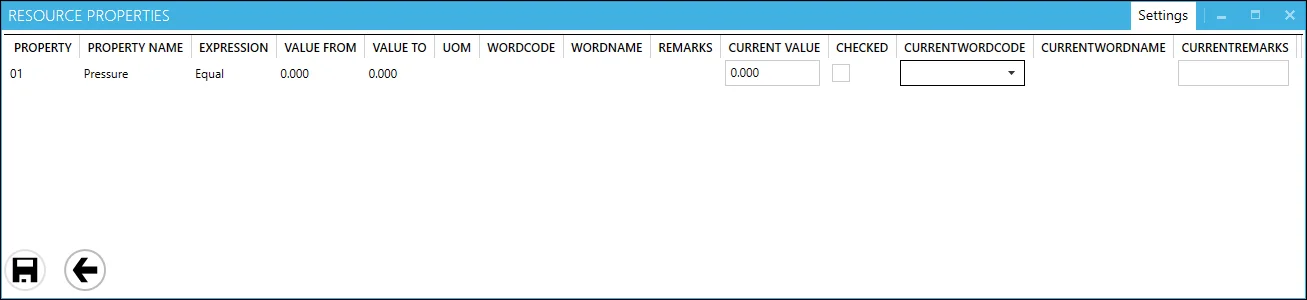 RESOURCE PROPERTIES Settings
PROPERTY PROPERTY NAME EXPRESSION VALUE FROM VALUE TO UOM WORDCODE WORDNAME REMARKS CURRENT VALUE CHECKED CURRENTWORDCODE CURRENTWORDNAME CURRENTREMARKS
01 Pressure Equal 0.000 0.000 0.000